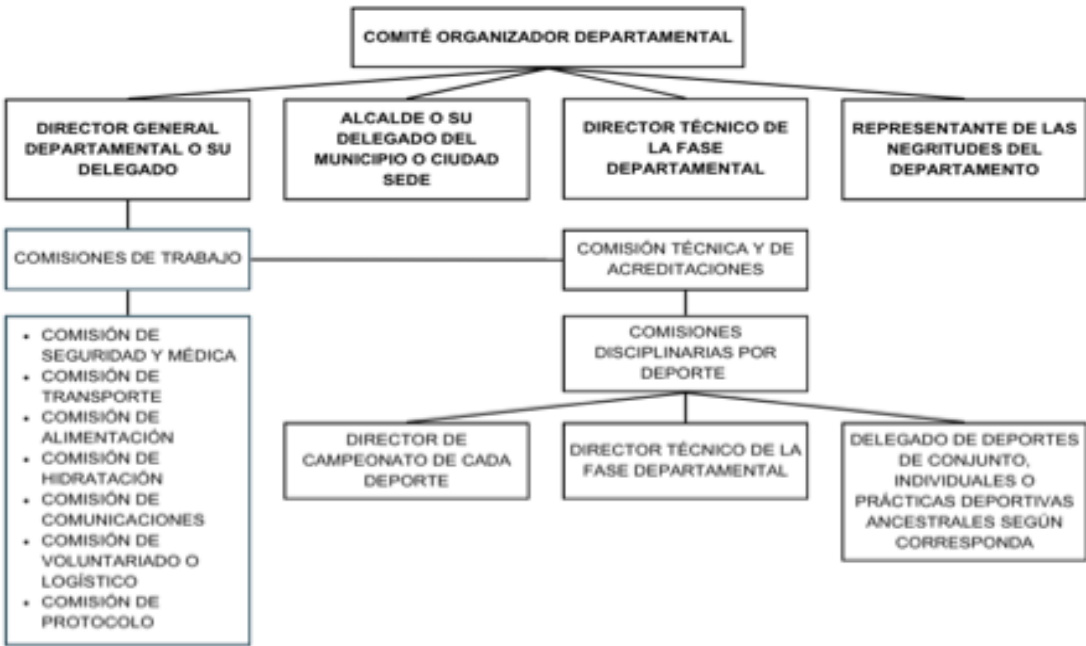 COMITÉ ORGANIZADOR DEPARTAMENTAL
DIRECTOR GENERAL
DEPARTAMENTAL O SU
DELEGADO
ALCALDE O SU
DELEGADO DEL
MUNICIPIO O CIUDAD
SEDE
DIRECTOR TÉCNICO DE
LA FASE
DEPARTAMENTAL
REPRESENTANTE DE LAS
NEGRITUDES DEL
DEPARTAMENTO
COMISIONES DE TRABAJO
COMISIÓN TÉCNICA Y DE
ACREDITACIONES
• COMISIÓN DE
SEGURIDAD Y MÉDICA
• COMISIÓN DE
TRANSPORTE
• COMISIÓN DE
ALIMENTACIÓN
• COMISIÓN DE
HIDRATACIÓN
• COMISIÓN DE
COMUNICACIONES
• COMISIÓN DE
VOLUNTARIADO O
LOGÍSTICO
• COMISIÓN DE
PROTOCOLO
COMISIONES
DISCIPLINARIAS POR
DEPORTE
DIRECTOR DE
CAMPEONATO DE CADA
DEPORTE
DIRECTOR TÉCNICO DE LA
FASE DEPARTAMENTAL
DELEGADO DE DEPORTES
DE CONJUNTO,
INDIVIDUALES O
PRÁCTICAS DEPORTIVAS
ANCESTRALES SEGÚN
CORRESPONDA